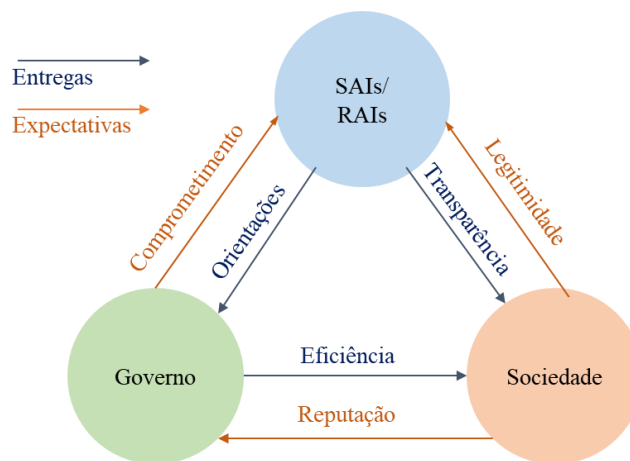 Entregas
Expectativas
SAIs/
RAIs
Comprometimento
Orientações
Transparência
Legitimidade
Governo
Eficiência
Reputação
Sociedade